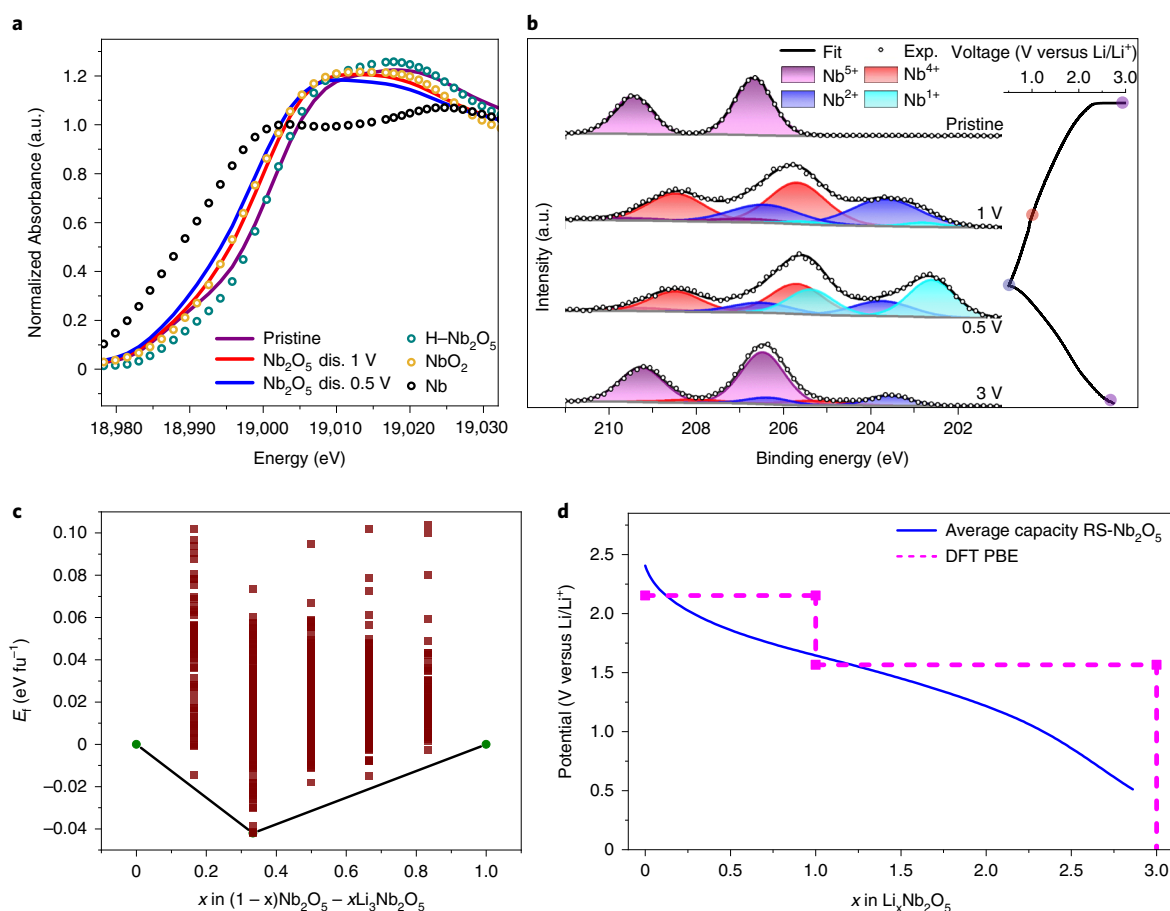 a
Normalized Absorbance (a.u.)
1.2
1.0
0.8
0.6
0.4
0.2
0
18,980 18,990 19,000 19,010 19,020 19,030
Energy (eV)
Pristine
Nb₂O₅ dis. 1 V
Nb₂O₅ dis. 0.5 V
H–Nb₂O₅
NbO₂
Nb
b
Fit Exp. Voltage (V versus Li/Li⁺)
Nb⁵⁺ Nb⁴⁺ 1.0 2.0 3.0
Nb²⁺ Nb¹⁺
Pristine
1 V
0.5 V
3 V
Intensity (a.u.)
210 208 206 204 202
Binding energy (eV)
c
E_f (eV fu⁻¹)
0.10
0.08
0.06
0.04
0.02
0
−0.02
−0.04
0 0.2 0.4 0.6 0.8 1.0
x in (1 − x)Nb₂O₅ − xLi₃Nb₂O₅
d
Average capacity RS-Nb₂O₅
DFT PBE
Potential (V versus Li/Li⁺)
2.5
2.0
1.5
1.0
0.5
0
0 0.5 1.0 1.5 2.0 2.5 3.0
x in LiₓNb₂O₅